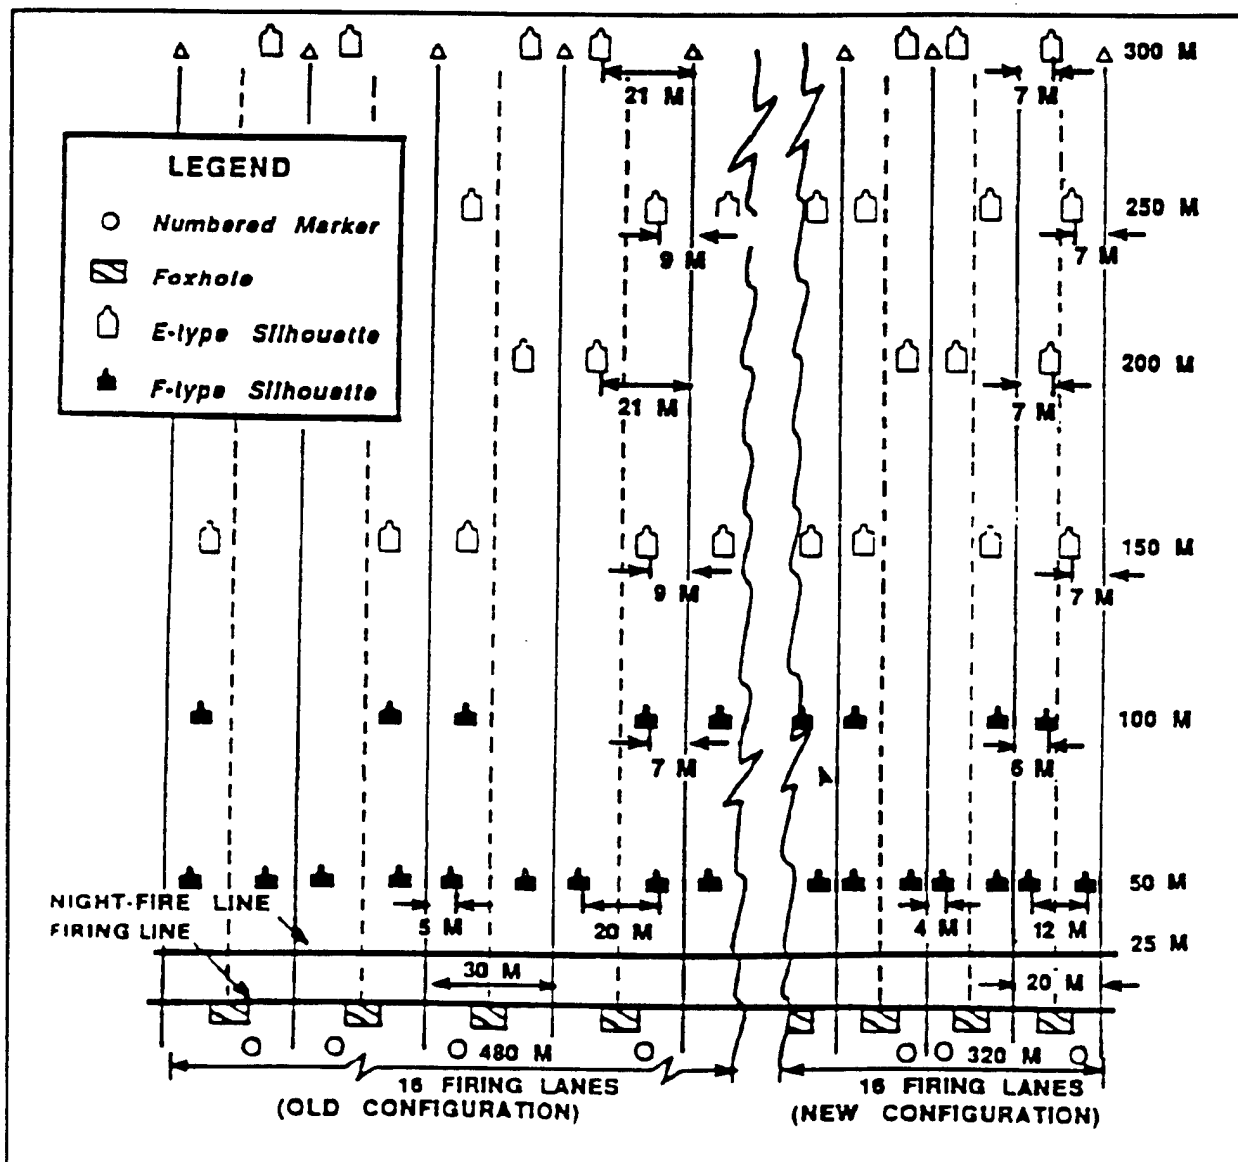 300 M
21 M
7 M
LEGEND
Numbered Marker
Foxhole
E-type Silhouette
F-type Silhouette
250 M
9 M
7 M
200 M
21 M
7 M
150 M
9 M
7 M
100 M
7 M
6 M
50 M
NIGHT-FIRE LINE
FIRING LINE
5 M
20 M
4 M
12 M
25 M
30 M
20 M
480 M
320 M
16 FIRING LANES
(OLD CONFIGURATION)
16 FIRING LANES
(NEW CONFIGURATION)